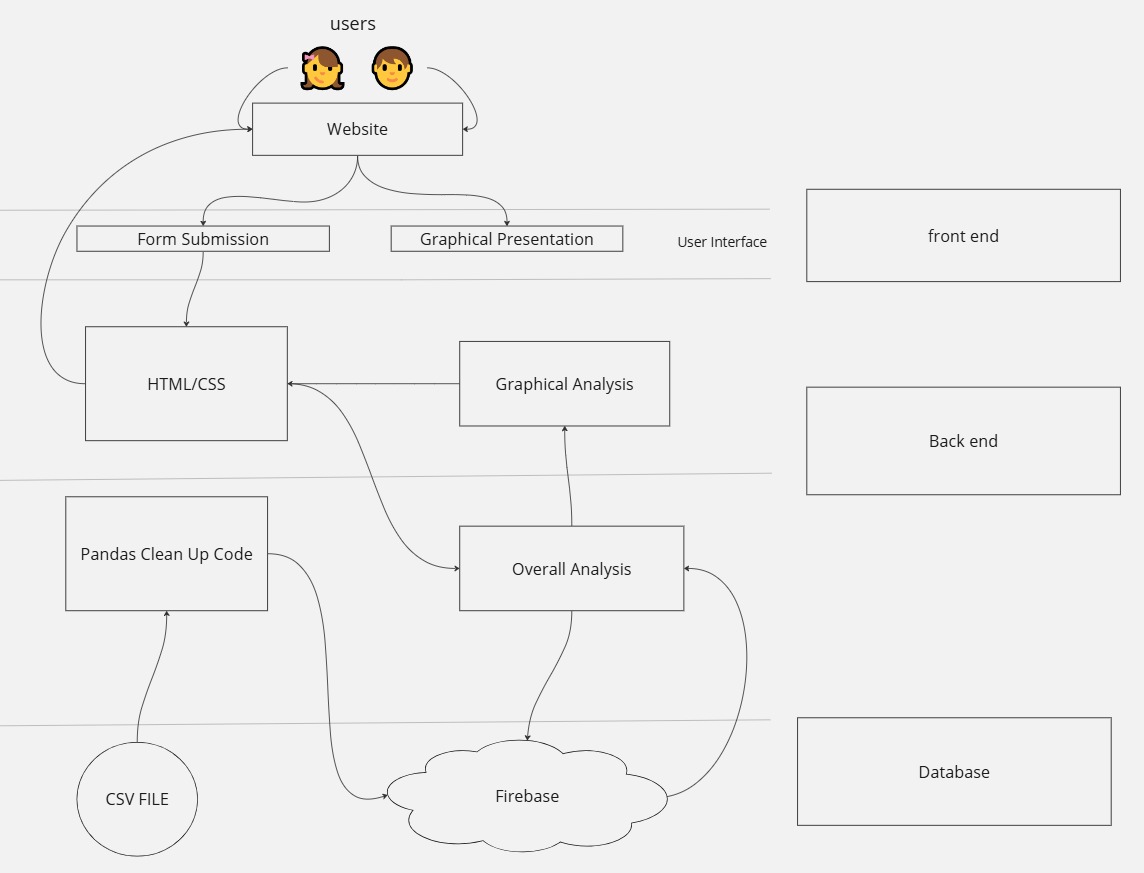 users
Website
Form Submission
Graphical Presentation
User Interface
front end
HTML/CSS
Graphical Analysis
Back end
Pandas Clean Up Code
Overall Analysis
CSV FILE
Firebase
Database